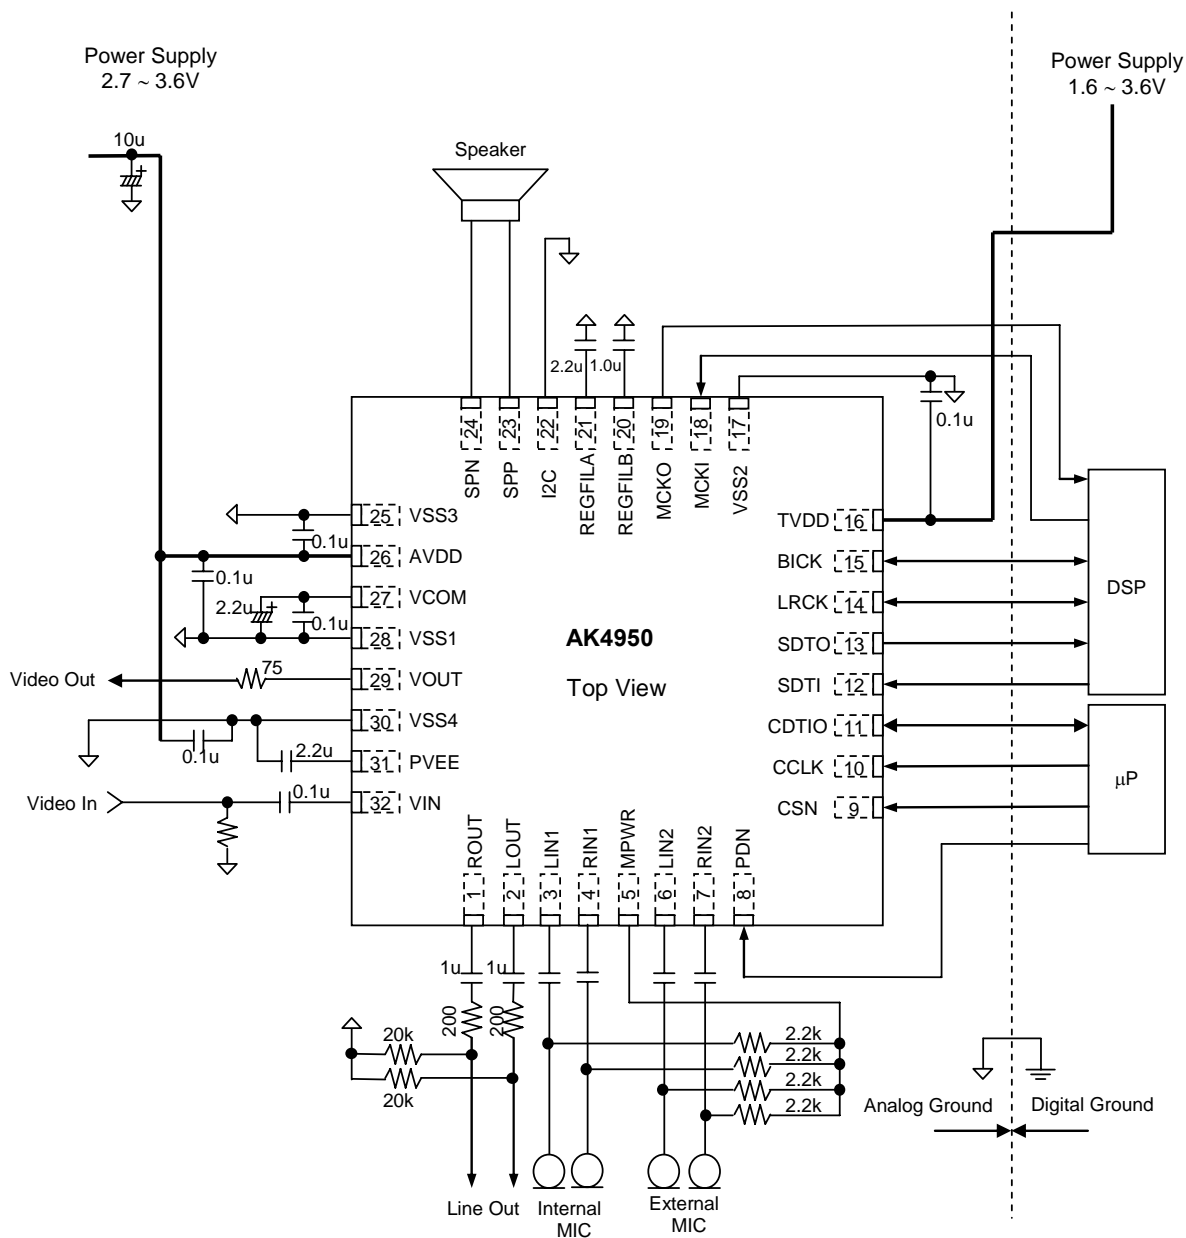 Power Supply
2.7 ~ 3.6V
Power Supply
1.6 ~ 3.6V
10u
+
Speaker
2.2u
1.0u
0.1u
24
23
22
21
20
19
18
17
SPN
SPP
I2C
REGFILA
REGFILB
MCKO
MCKI
VSS2
25 VSS3
0.1u
26 AVDD
0.1u
27 VCOM
2.2u
+
0.1u
28 VSS1
Video Out
75
29 VOUT
30 VSS4
0.1u
2.2u
31 PVEE
Video In
0.1u
32 VIN
AK4950
Top View
TVDD 16
BICK 15
LRCK 14
SDTO 13
SDTI 12
CDTIO 11
CCLK 10
CSN 9
DSP
μP
ROUT
LOUT
LIN1
RIN1
MPWR
LIN2
RIN2
PDN
1
2
3
4
5
6
7
8
1u
1u
200
200
20k
20k
2.2k
2.2k
2.2k
2.2k
Analog Ground
Digital Ground
Line Out
Internal
MIC
External
MIC